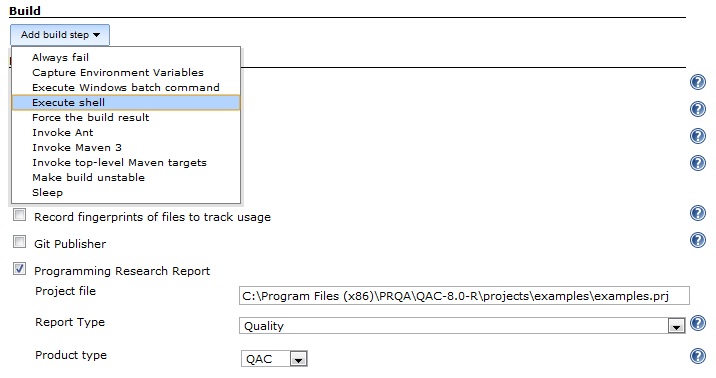 Build
Add build step
Always fail
Capture Environment Variables
Execute Windows batch command
Execute shell
Force the build result
Invoke Ant
Invoke Maven 3
Invoke top-level Maven targets
Make build unstable
Sleep
Record fingerprints of files to track usage
Git Publisher
Programming Research Report
Project file C:\Program Files (x86)\PRQA\QAC-8.0-R\projects\examples\examples.prj
Report Type Quality
Product type QAC